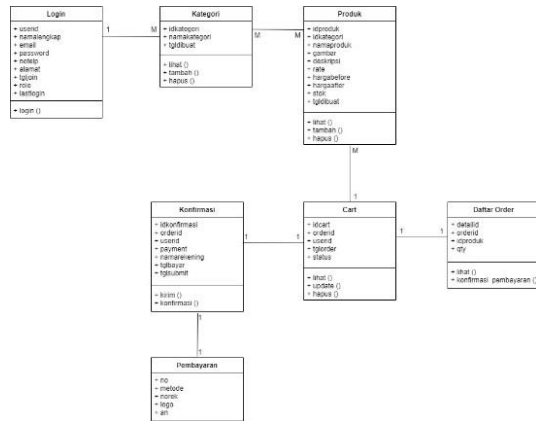 Login
+ userid
+ namalengkap
+ email
+ password
+ notelp
+ alamat
+ tgljoin
+ role
+ lastlogin
+ login ()
1
M
Kategori
+ idkategori
+ namakategori
+ tgldibuat
+ lihat ()
+ tambah ()
+ hapus ()
M
M
Produk
+ idproduk
+ idkategori
+ namaproduk
+ gambar
+ deskripsi
+ rate
+ hargabefore
+ hargaafter
+ stok
+ tgldibuat
+ lihat ()
+ tambah ()
+ hapus ()
M
1
Konfirmasi
+ idkonfirmasi
+ orderid
+ userid
+ payment
+ namarekening
+ tglbayar
+ tglsubmit
+ kirim ()
+ konfirmasi ()
1
1
Cart
+ idcart
+ orderid
+ userid
+ tglorder
+ status
+ lihat ()
+ update ()
+ hapus ()
1
1
Daftar Order
+ detailid
+ orderid
+ idproduk
+ qty
+ lihat ()
+ konfirmasi pembayaran ()
1
1
Pembayaran
+ no
+ metode
+ norek
+ logo
+ an